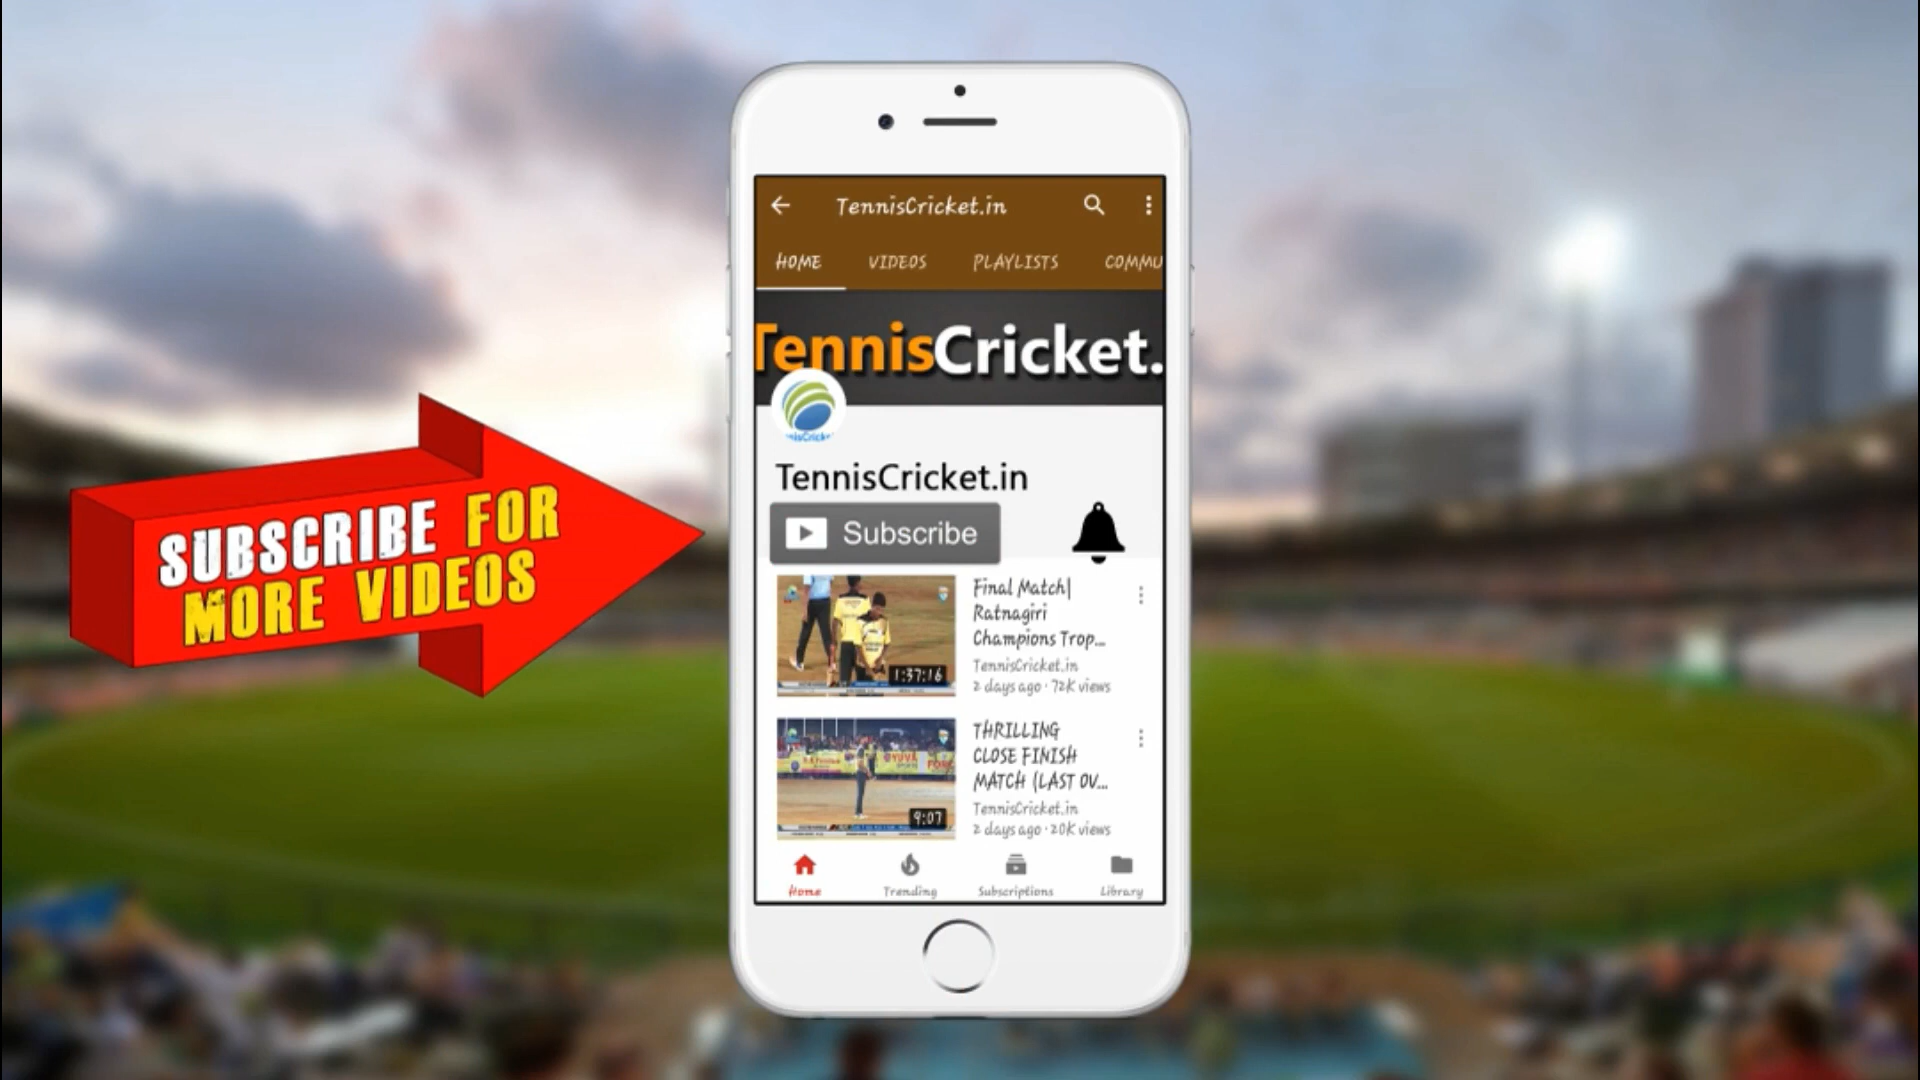 SUBSCRIBE FOR
MORE VIDEOS
TennisCricket.in
HOME VIDEOS PLAYLISTS COMMU
TennisCricket.
TennisCricket.in
Subscribe
Final Match|
Ratnagiri
Champions Trop...
TennisCricket.in
2 days ago · 72K views
1:37:16
THRILLING
CLOSE FINISH
MATCH (LAST OV...
TennisCricket.in
2 days ago · 20K views
9:07
Home Trending Subscriptions Library